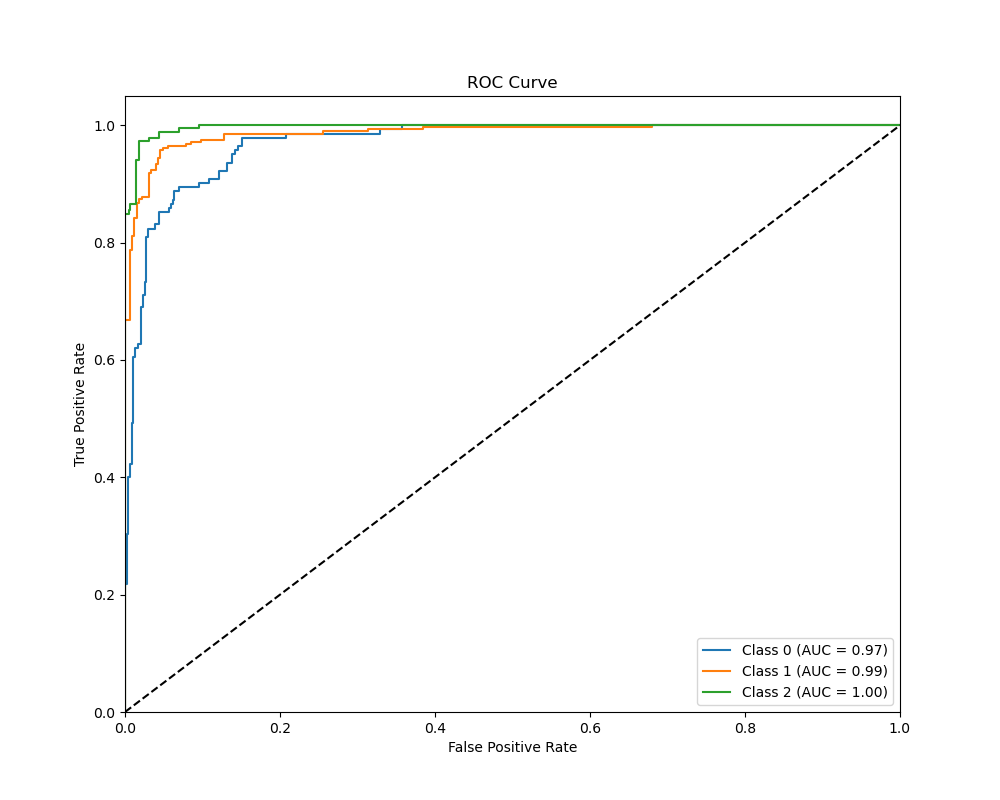 ROC Curve
True Positive Rate
1.0
0.8
0.6
0.4
0.2
0.0
Class 0 (AUC = 0.97)
Class 1 (AUC = 0.99)
Class 2 (AUC = 1.00)
0.0 0.2 0.4 0.6 0.8 1.0
False Positive Rate